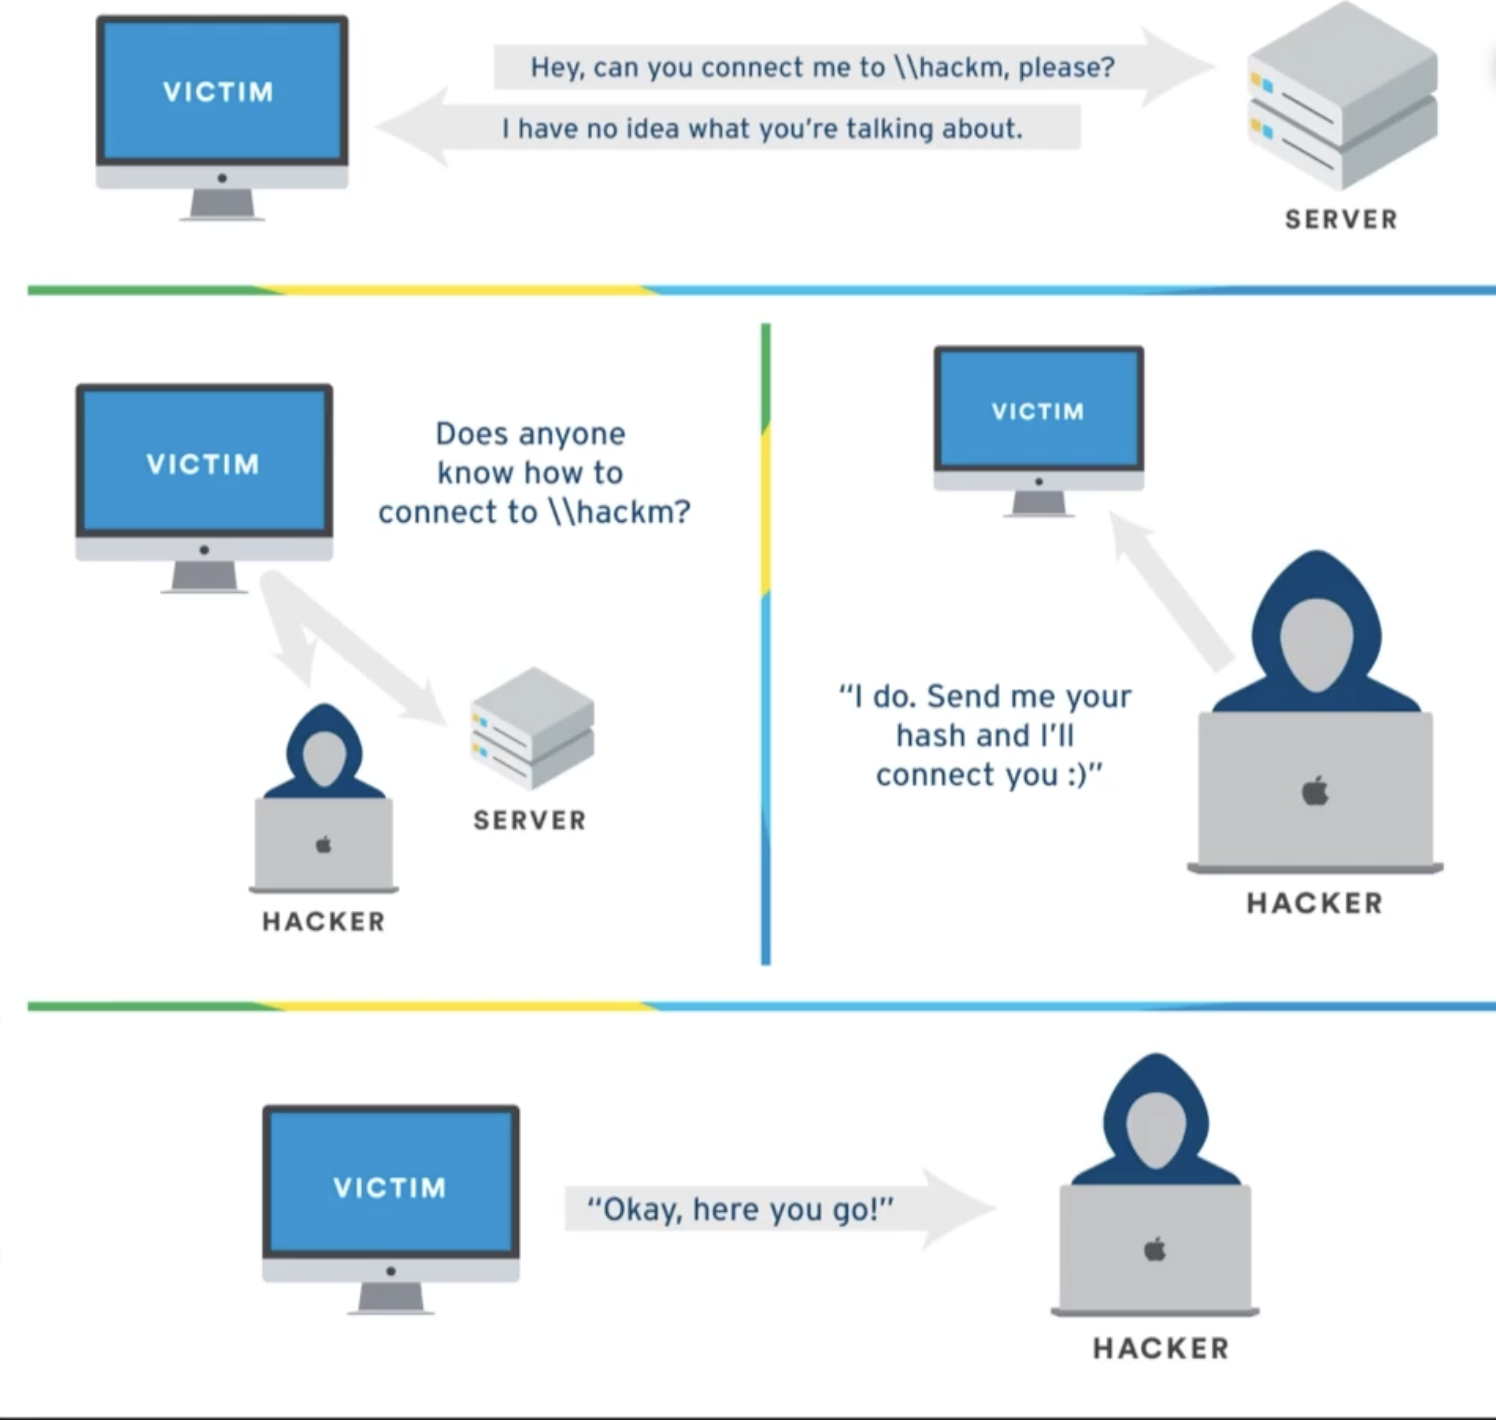 VICTIM
Hey, can you connect me to \\hackm, please?
I have no idea what you're talking about.
SERVER
VICTIM
Does anyone
know how to
connect to \\hackm?
SERVER
HACKER
VICTIM
“I do. Send me your
hash and I'll
connect you :)”
HACKER
VICTIM
“Okay, here you go!”
HACKER